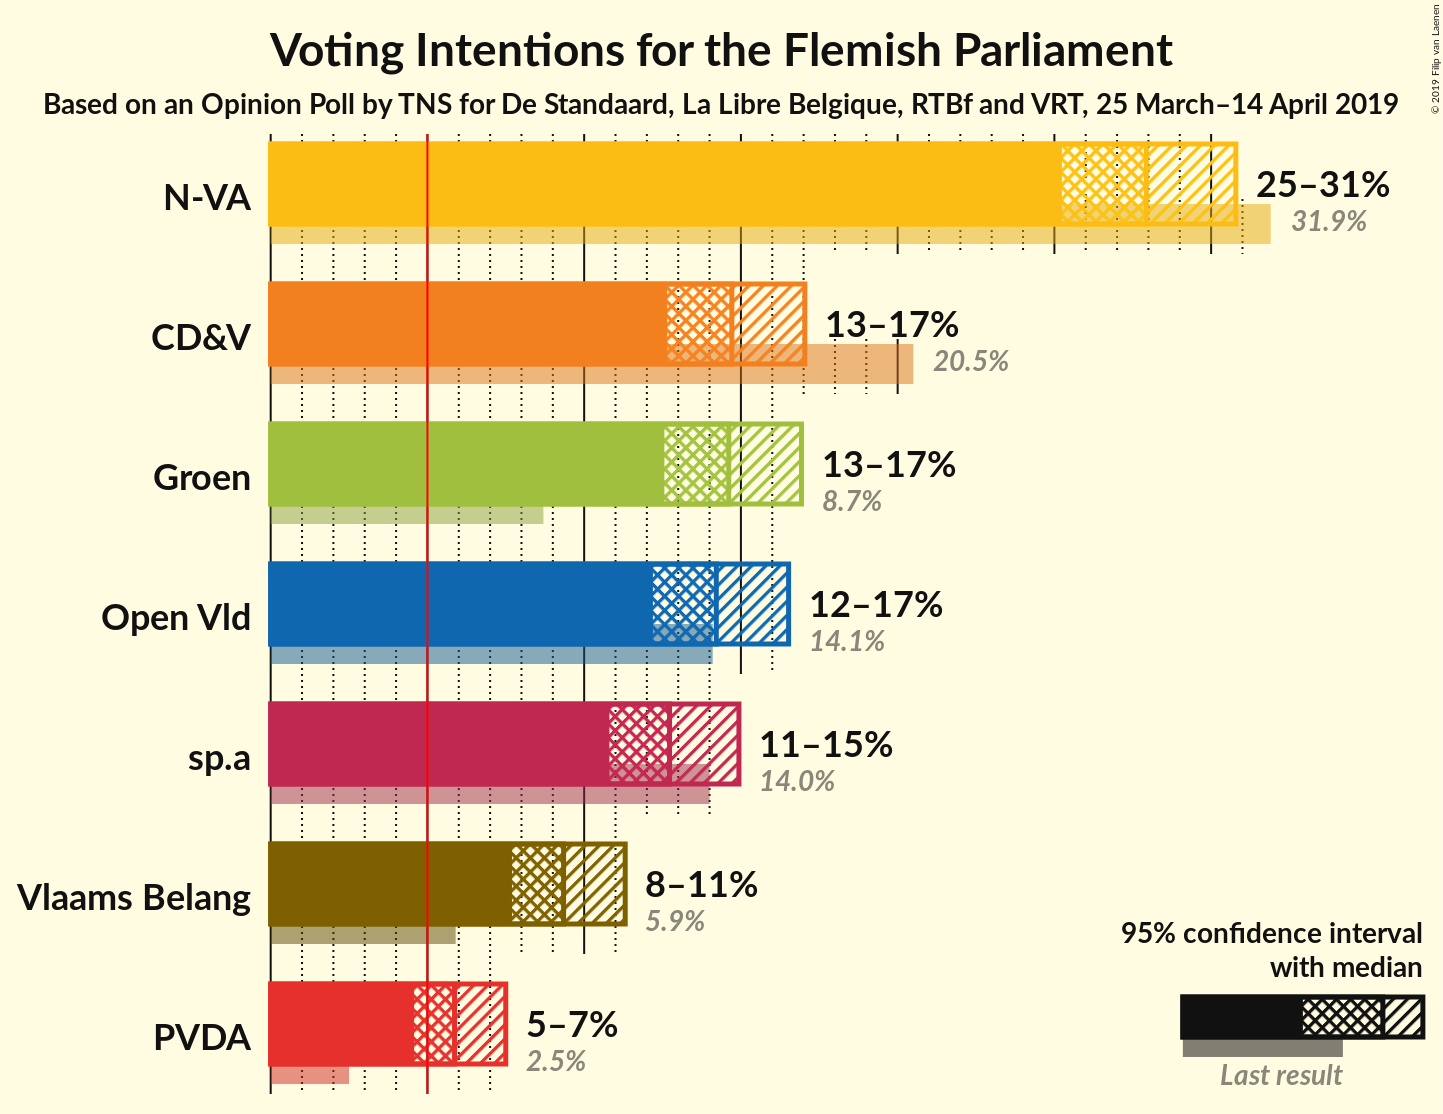 Voting Intentions for the Flemish Parliament
Based on an Opinion Poll by TNS for De Standaard, La Libre Belgique, RTBf and VRT, 25 March–14 April 2019
© 2019 Filip van Laenen
N-VA
25–31%
31.9%
CD&V
13–17%
20.5%
Groen
13–17%
8.7%
Open Vld
12–17%
14.1%
sp.a
11–15%
14.0%
Vlaams Belang
8–11%
5.9%
PVDA
5–7%
2.5%
95% confidence interval
with median
Last result